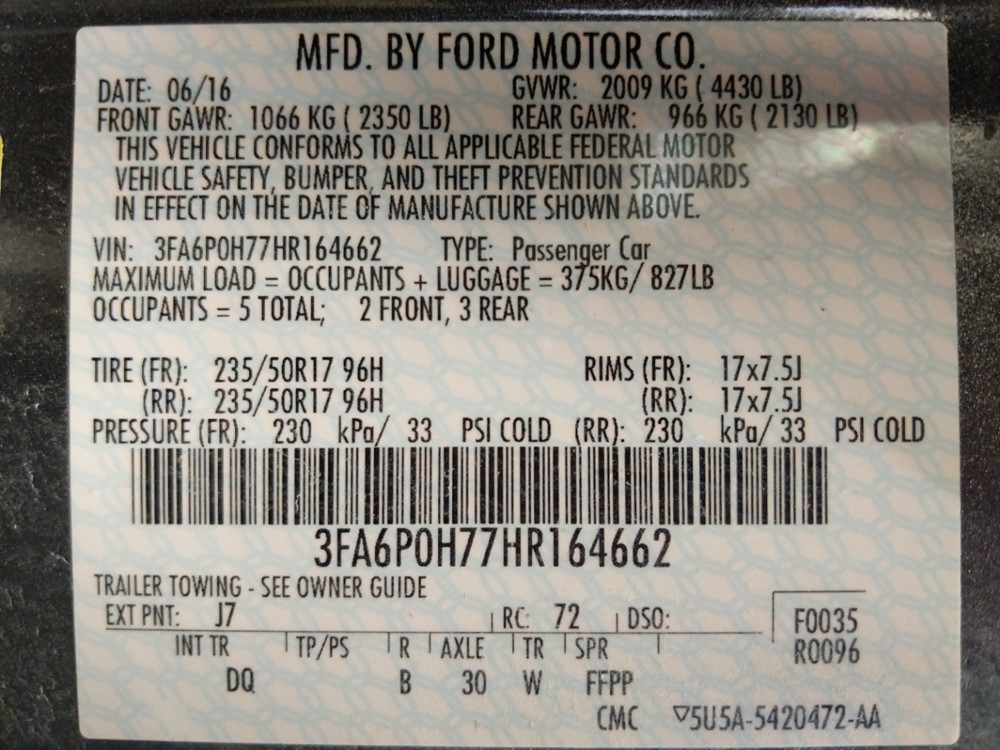 MFD. BY FORD MOTOR CO.
DATE: 06/16 GVWR: 2009 KG ( 4430 LB)
FRONT GAWR: 1066 KG ( 2350 LB) REAR GAWR: 966 KG ( 2130 LB)
THIS VEHICLE CONFORMS TO ALL APPLICABLE FEDERAL MOTOR
VEHICLE SAFETY, BUMPER, AND THEFT PREVENTION STANDARDS
IN EFFECT ON THE DATE OF MANUFACTURE SHOWN ABOVE.
VIN: 3FA6P0H77HR164662 TYPE: Passenger Car
MAXIMUM LOAD = OCCUPANTS + LUGGAGE = 375KG/ 827LB
OCCUPANTS = 5 TOTAL; 2 FRONT, 3 REAR
TIRE (FR): 235/50R17 96H RIMS (FR): 17x7.5J
(RR): 235/50R17 96H (RR): 17x7.5J
PRESSURE (FR): 230 kPa/ 33 PSI COLD (RR): 230 kPa/ 33 PSI COLD
3FA6P0H77HR164662
TRAILER TOWING - SEE OWNER GUIDE
EXT PNT: J7 RC: 72 DSO: F0035
INT TR TP/PS R AXLE TR SPR R0096
DQ B 30 W FFPP
CMC ▽5U5A-5420472-AA